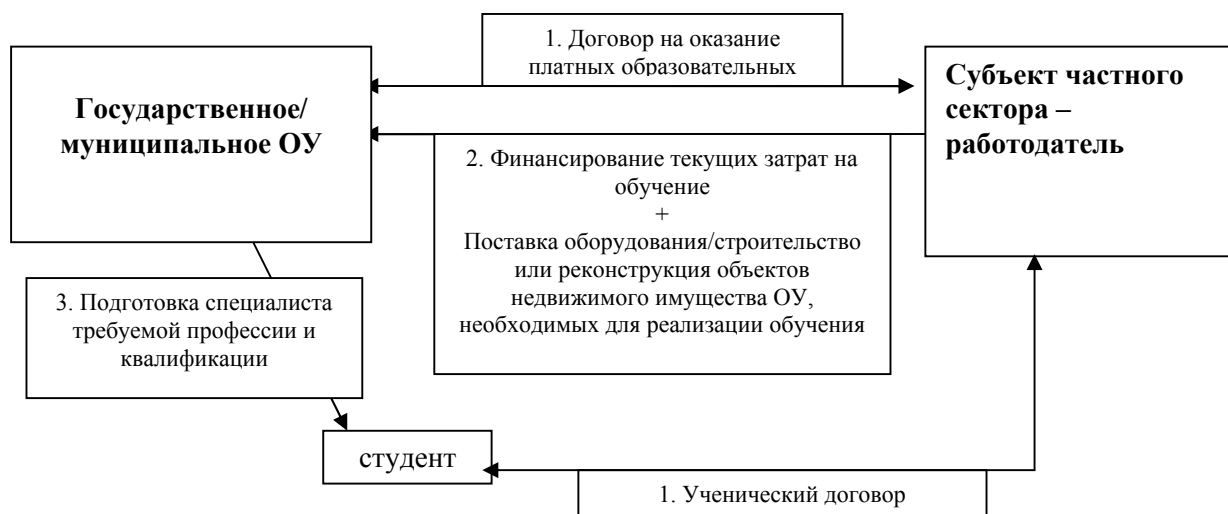 1. Договор на оказание
платных образовательных
Государственное/
муниципальное ОУ
Субъект частного
сектора –
работодатель
2. Финансирование текущих затрат на
обучение
+
Поставка оборудования/строительство
или реконструкция объектов
недвижимого имущества ОУ,
необходимых для реализации обучения
3. Подготовка специалиста
требуемой профессии и
квалификации
студент
1. Ученический договор